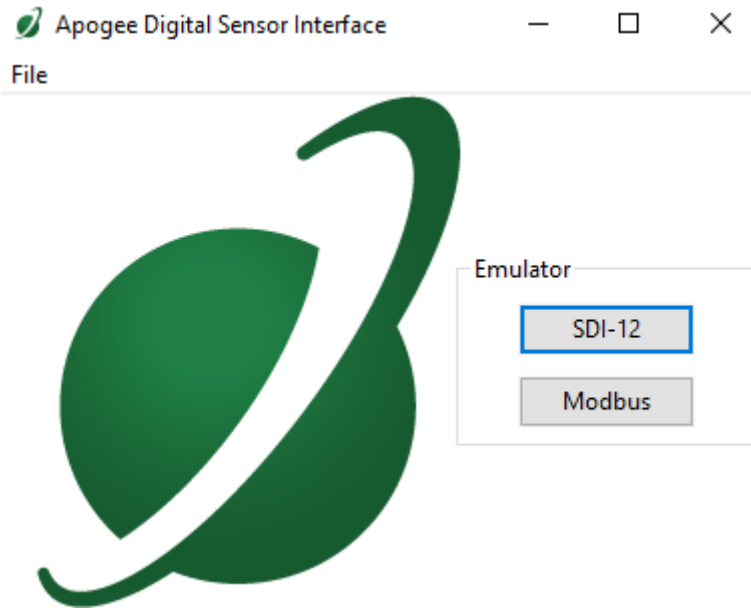 Apogee Digital Sensor Interface
File
Emulator
SDI-12
Modbus